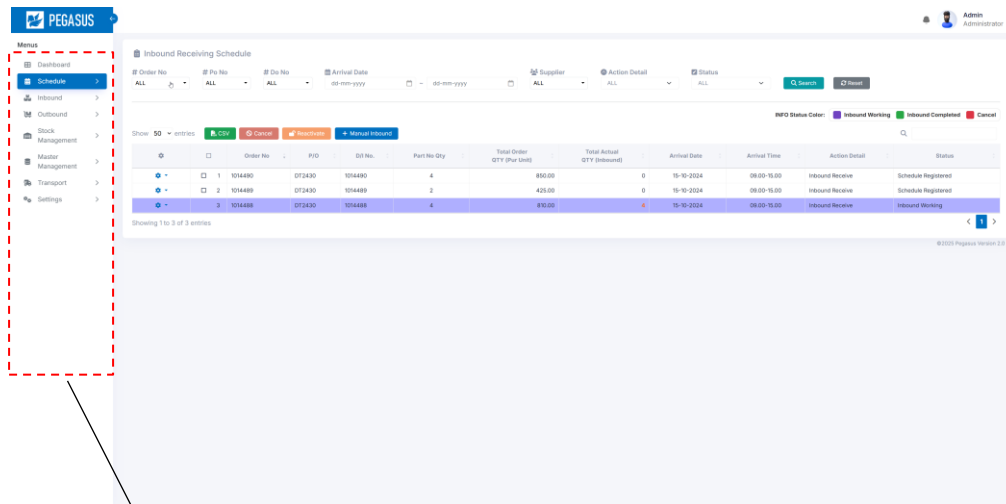 PEGASUS
Admin
Administrator
Menus
Dashboard
Schedule
Inbound
Outbound
Stock
Management
Master
Management
Transport
Settings
Inbound Receiving Schedule
# Order No # Po No # Do No Arrival Date Supplier Action Detail Status
ALL ALL ALL dd-mm-yyyy - dd-mm-yyyy ALL ALL ALL Search Reset
INFO Status Color: Inbound Working Inbound Completed Cancel
Show 50 entries CSV Cancel Reactivate + Manual Inbound
Order No P/O D/I No. Part No Qty Total Order QTY (Pur Unit) Total Actual QTY (Inbound) Arrival Date Arrival Time Action Detail Status
1 1014490 DT2430 1014490 4 850.00 0 15-10-2024 09.00-15.00 Inbound Receive Schedule Registered
2 1014489 DT2430 1014489 2 425.00 0 15-10-2024 09.00-15.00 Inbound Receive Schedule Registered
3 1014488 DT2430 1014488 4 810.00 15-10-2024 09.00-15.00 Inbound Receive Inbound Working
Showing 1 to 3 of 3 entries
1
©2025 Pegasus Version 2.0